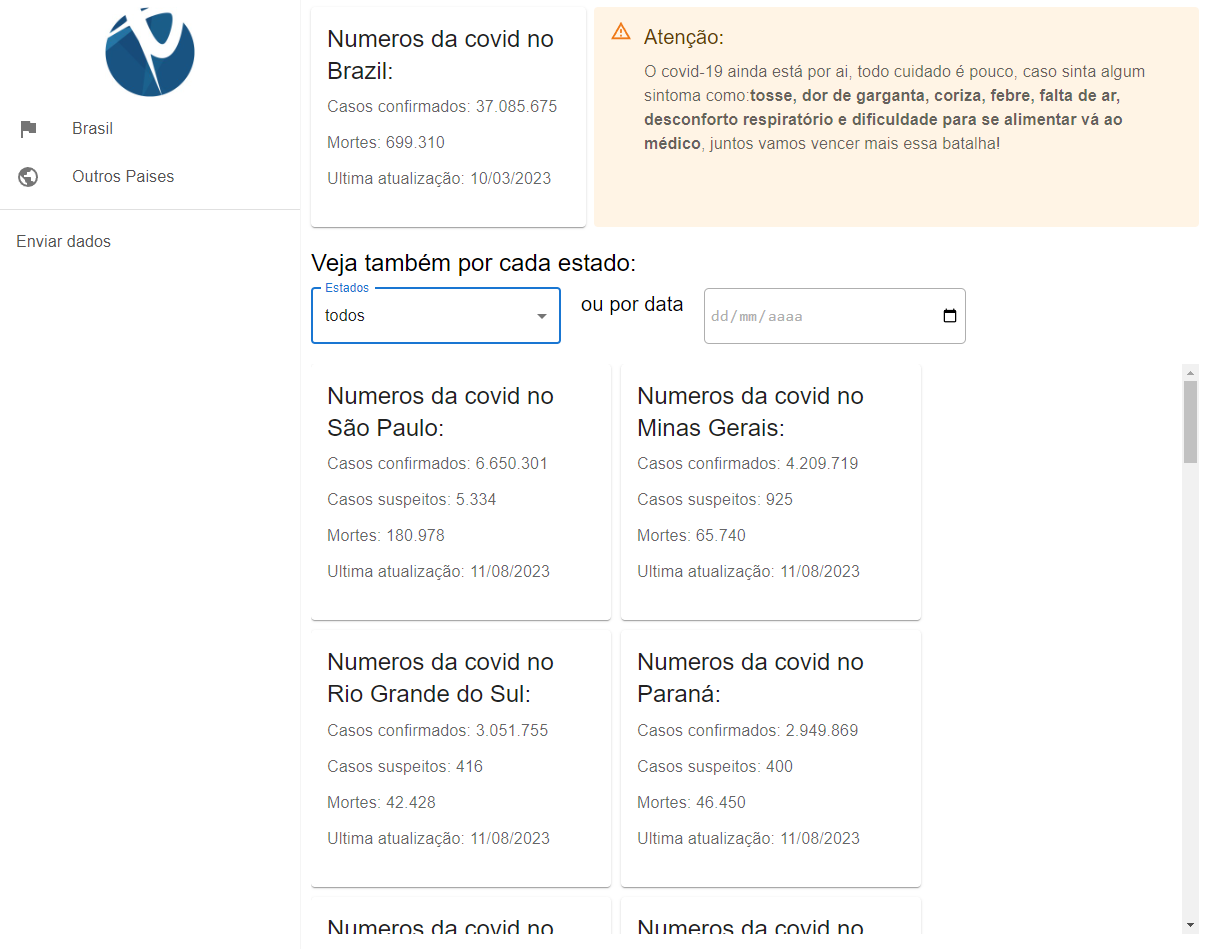 Brasil
Outros Paises
Enviar dados
Numeros da covid no
Brazil:
Casos confirmados: 37.085.675
Mortes: 699.310
Ultima atualização: 10/03/2023
Atenção:
O covid-19 ainda está por ai, todo cuidado é pouco, caso sinta algum
sintoma como:tosse, dor de garganta, coriza, febre, falta de ar,
desconforto respiratório e dificuldade para se alimentar vá ao
médico, juntos vamos vencer mais essa batalha!
Veja também por cada estado:
Estados
todos
ou por data
dd/mm/aaaa
Numeros da covid no
São Paulo:
Casos confirmados: 6.650.301
Casos suspeitos: 5.334
Mortes: 180.978
Ultima atualização: 11/08/2023
Numeros da covid no
Minas Gerais:
Casos confirmados: 4.209.719
Casos suspeitos: 925
Mortes: 65.740
Ultima atualização: 11/08/2023
Numeros da covid no
Rio Grande do Sul:
Casos confirmados: 3.051.755
Casos suspeitos: 416
Mortes: 42.428
Ultima atualização: 11/08/2023
Numeros da covid no
Paraná:
Casos confirmados: 2.949.869
Casos suspeitos: 400
Mortes: 46.450
Ultima atualização: 11/08/2023
Numeros da covid no
Numeros da covid no